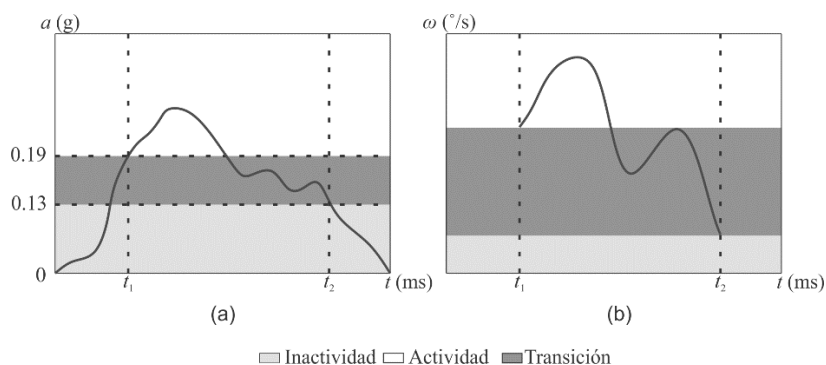 a (g)
0.19
0.13
0
t₁
t₂
t (ms)
(a)
ω (˚/s)
t₁
t₂
t (ms)
(b)
Inactividad Actividad Transición